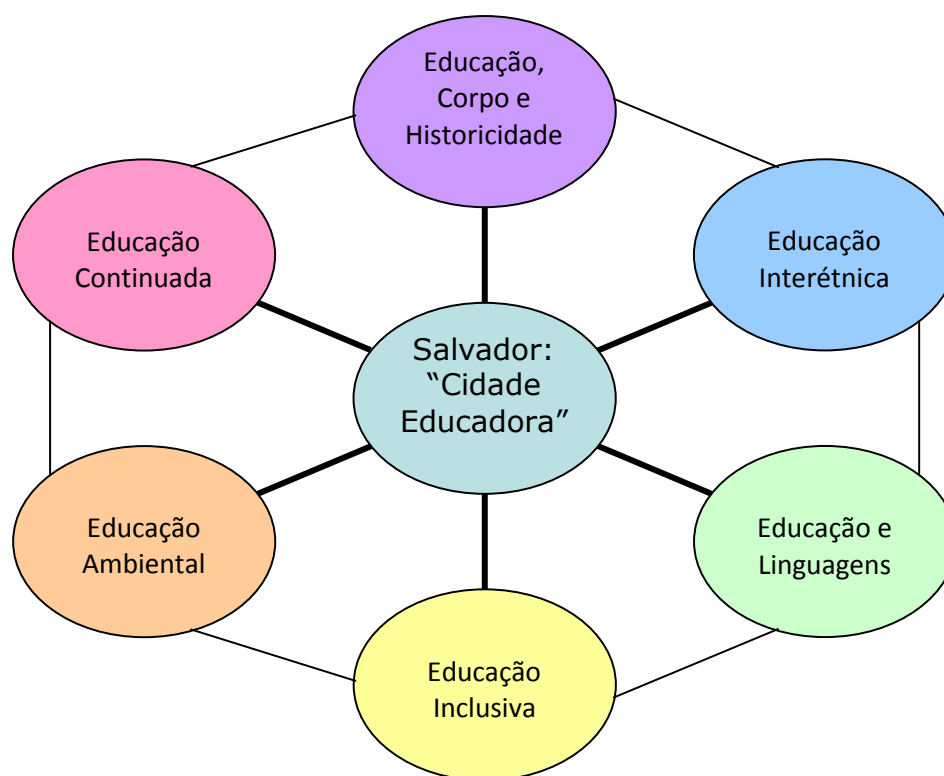 Educação,
Corpo e
Historicidade
Educação
Continuada
Educação
Interétnica
Salvador:
“Cidade
Educadora”
Educação
Ambiental
Educação e
Linguagens
Educação
Inclusiva